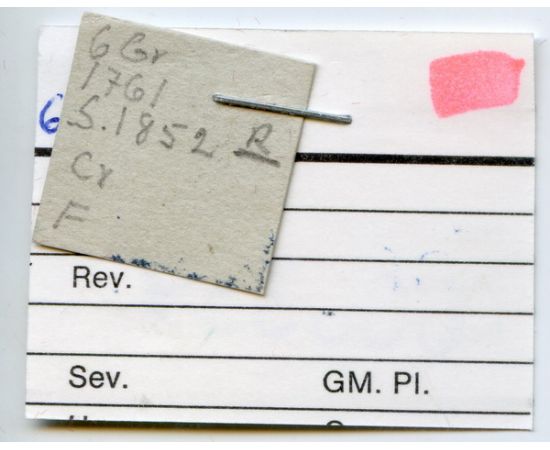 6 Gr
1761
S.1852 R
Cr
F
6
Rev.
Sev. GM. Pl.